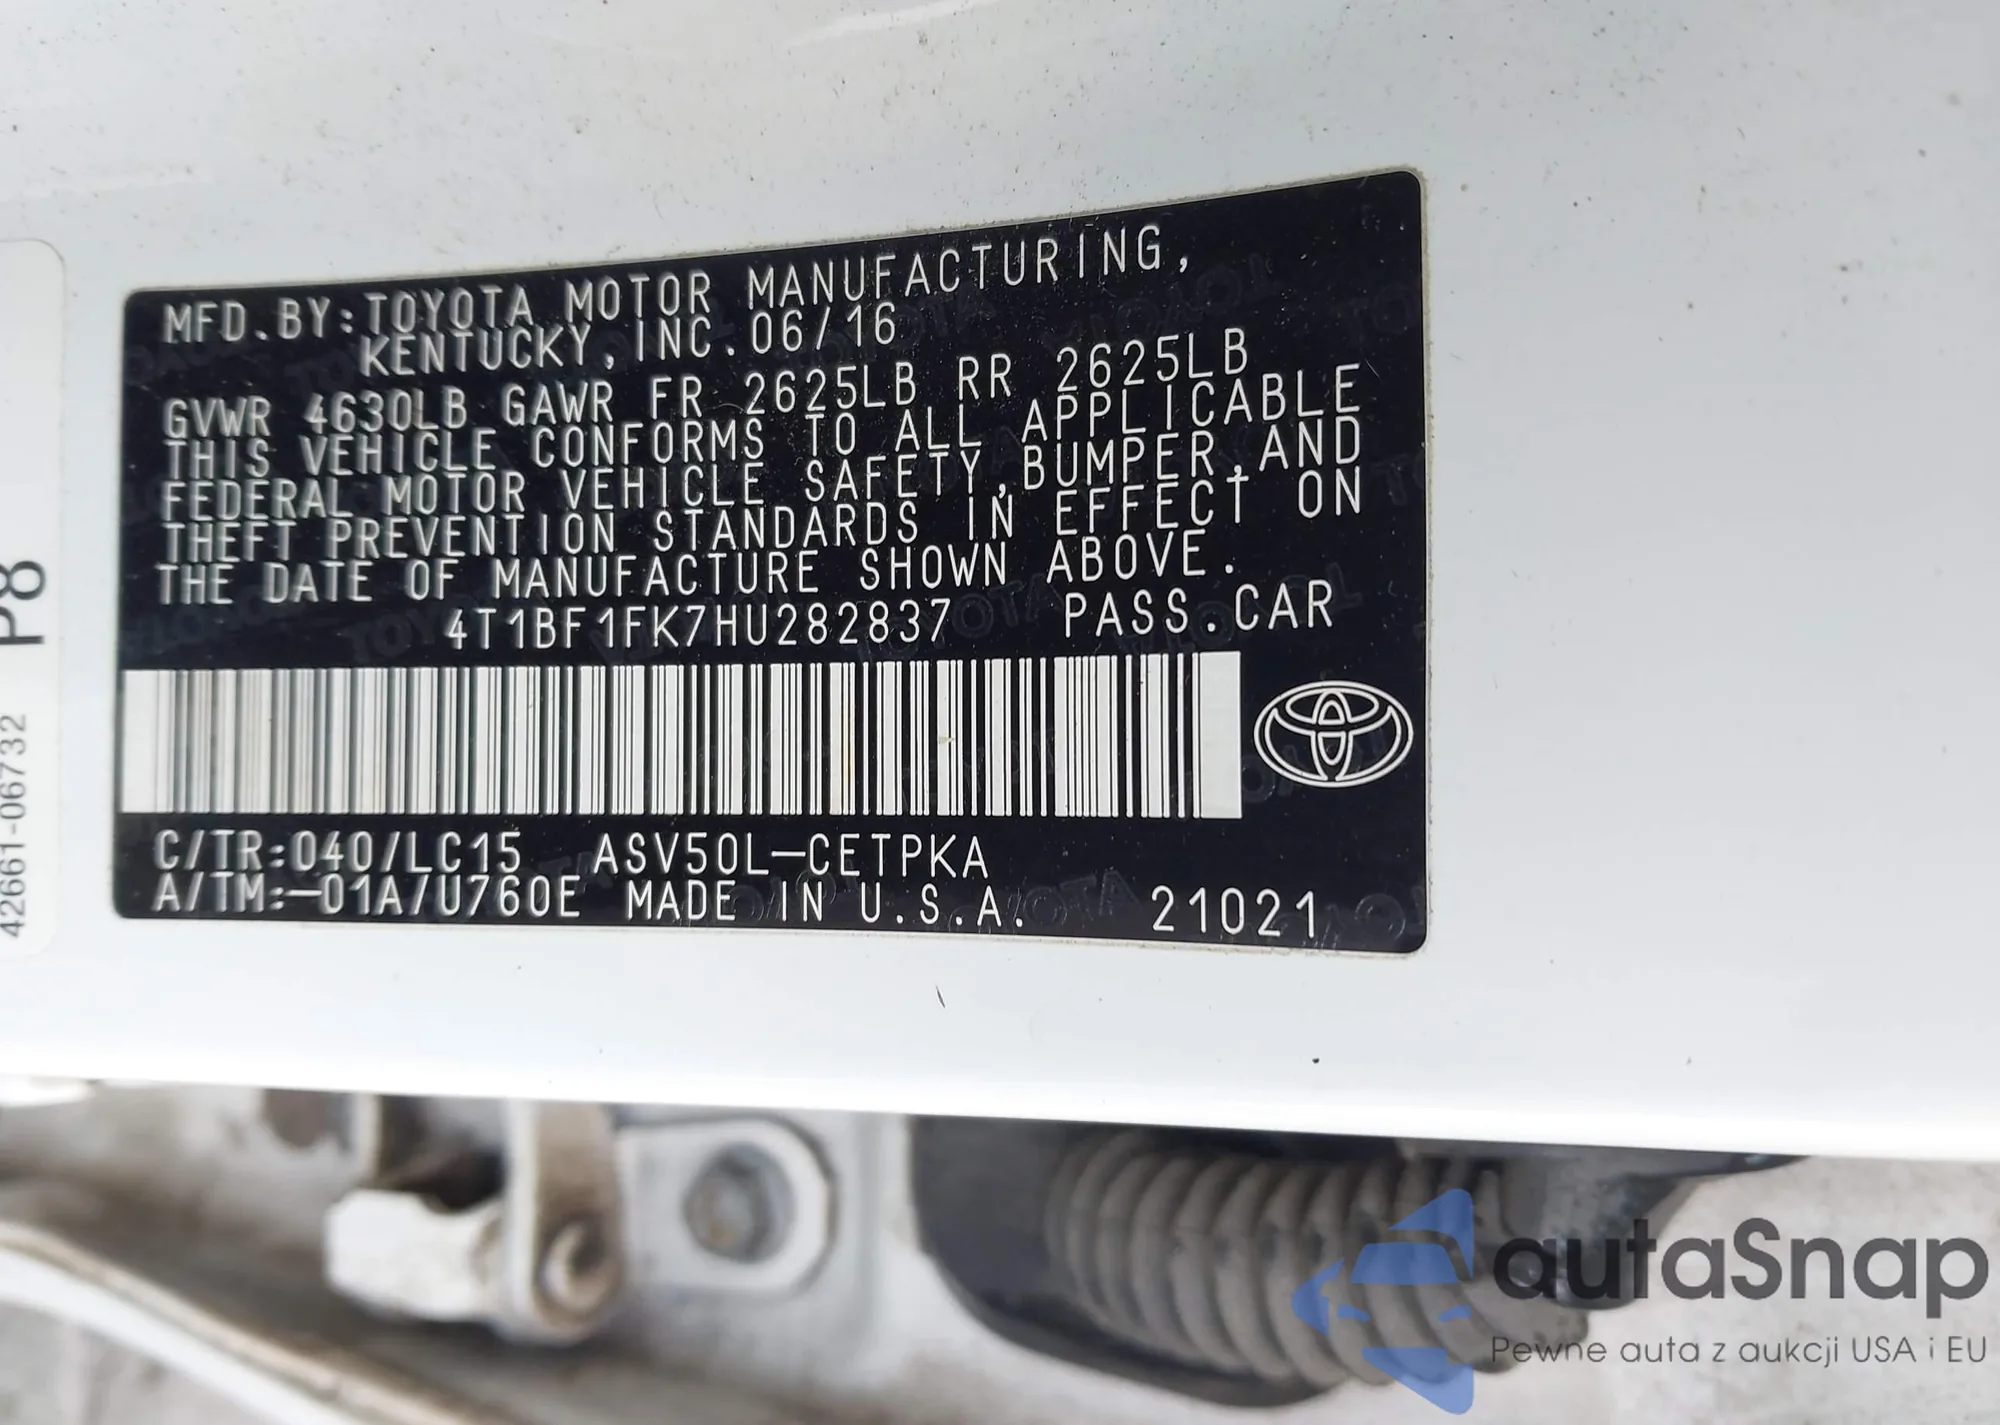 MFD.BY:TOYOTA MOTOR MANUFACTURING,
KENTUCKY, INC.06/16
GVWR 4630LB GAWR FR 2625LB RR 2625LB
THIS VEHICLE CONFORMS TO ALL APPLICABLE
FEDERAL MOTOR VEHICLE SAFETY,BUMPER,AND
THEFT PREVENTION STANDARDS IN EFFECT ON
THE DATE OF MANUFACTURE SHOWN ABOVE.
4T1BF1FK7HU282837 PASS.CAR
C/TR:040/LC15 ASV50L-CETPKA
A/TM:-01A/U760E MADE IN U.S.A. 21021
P8
42661-06732
autaSnap
Pewne auta z aukcji USA i EU